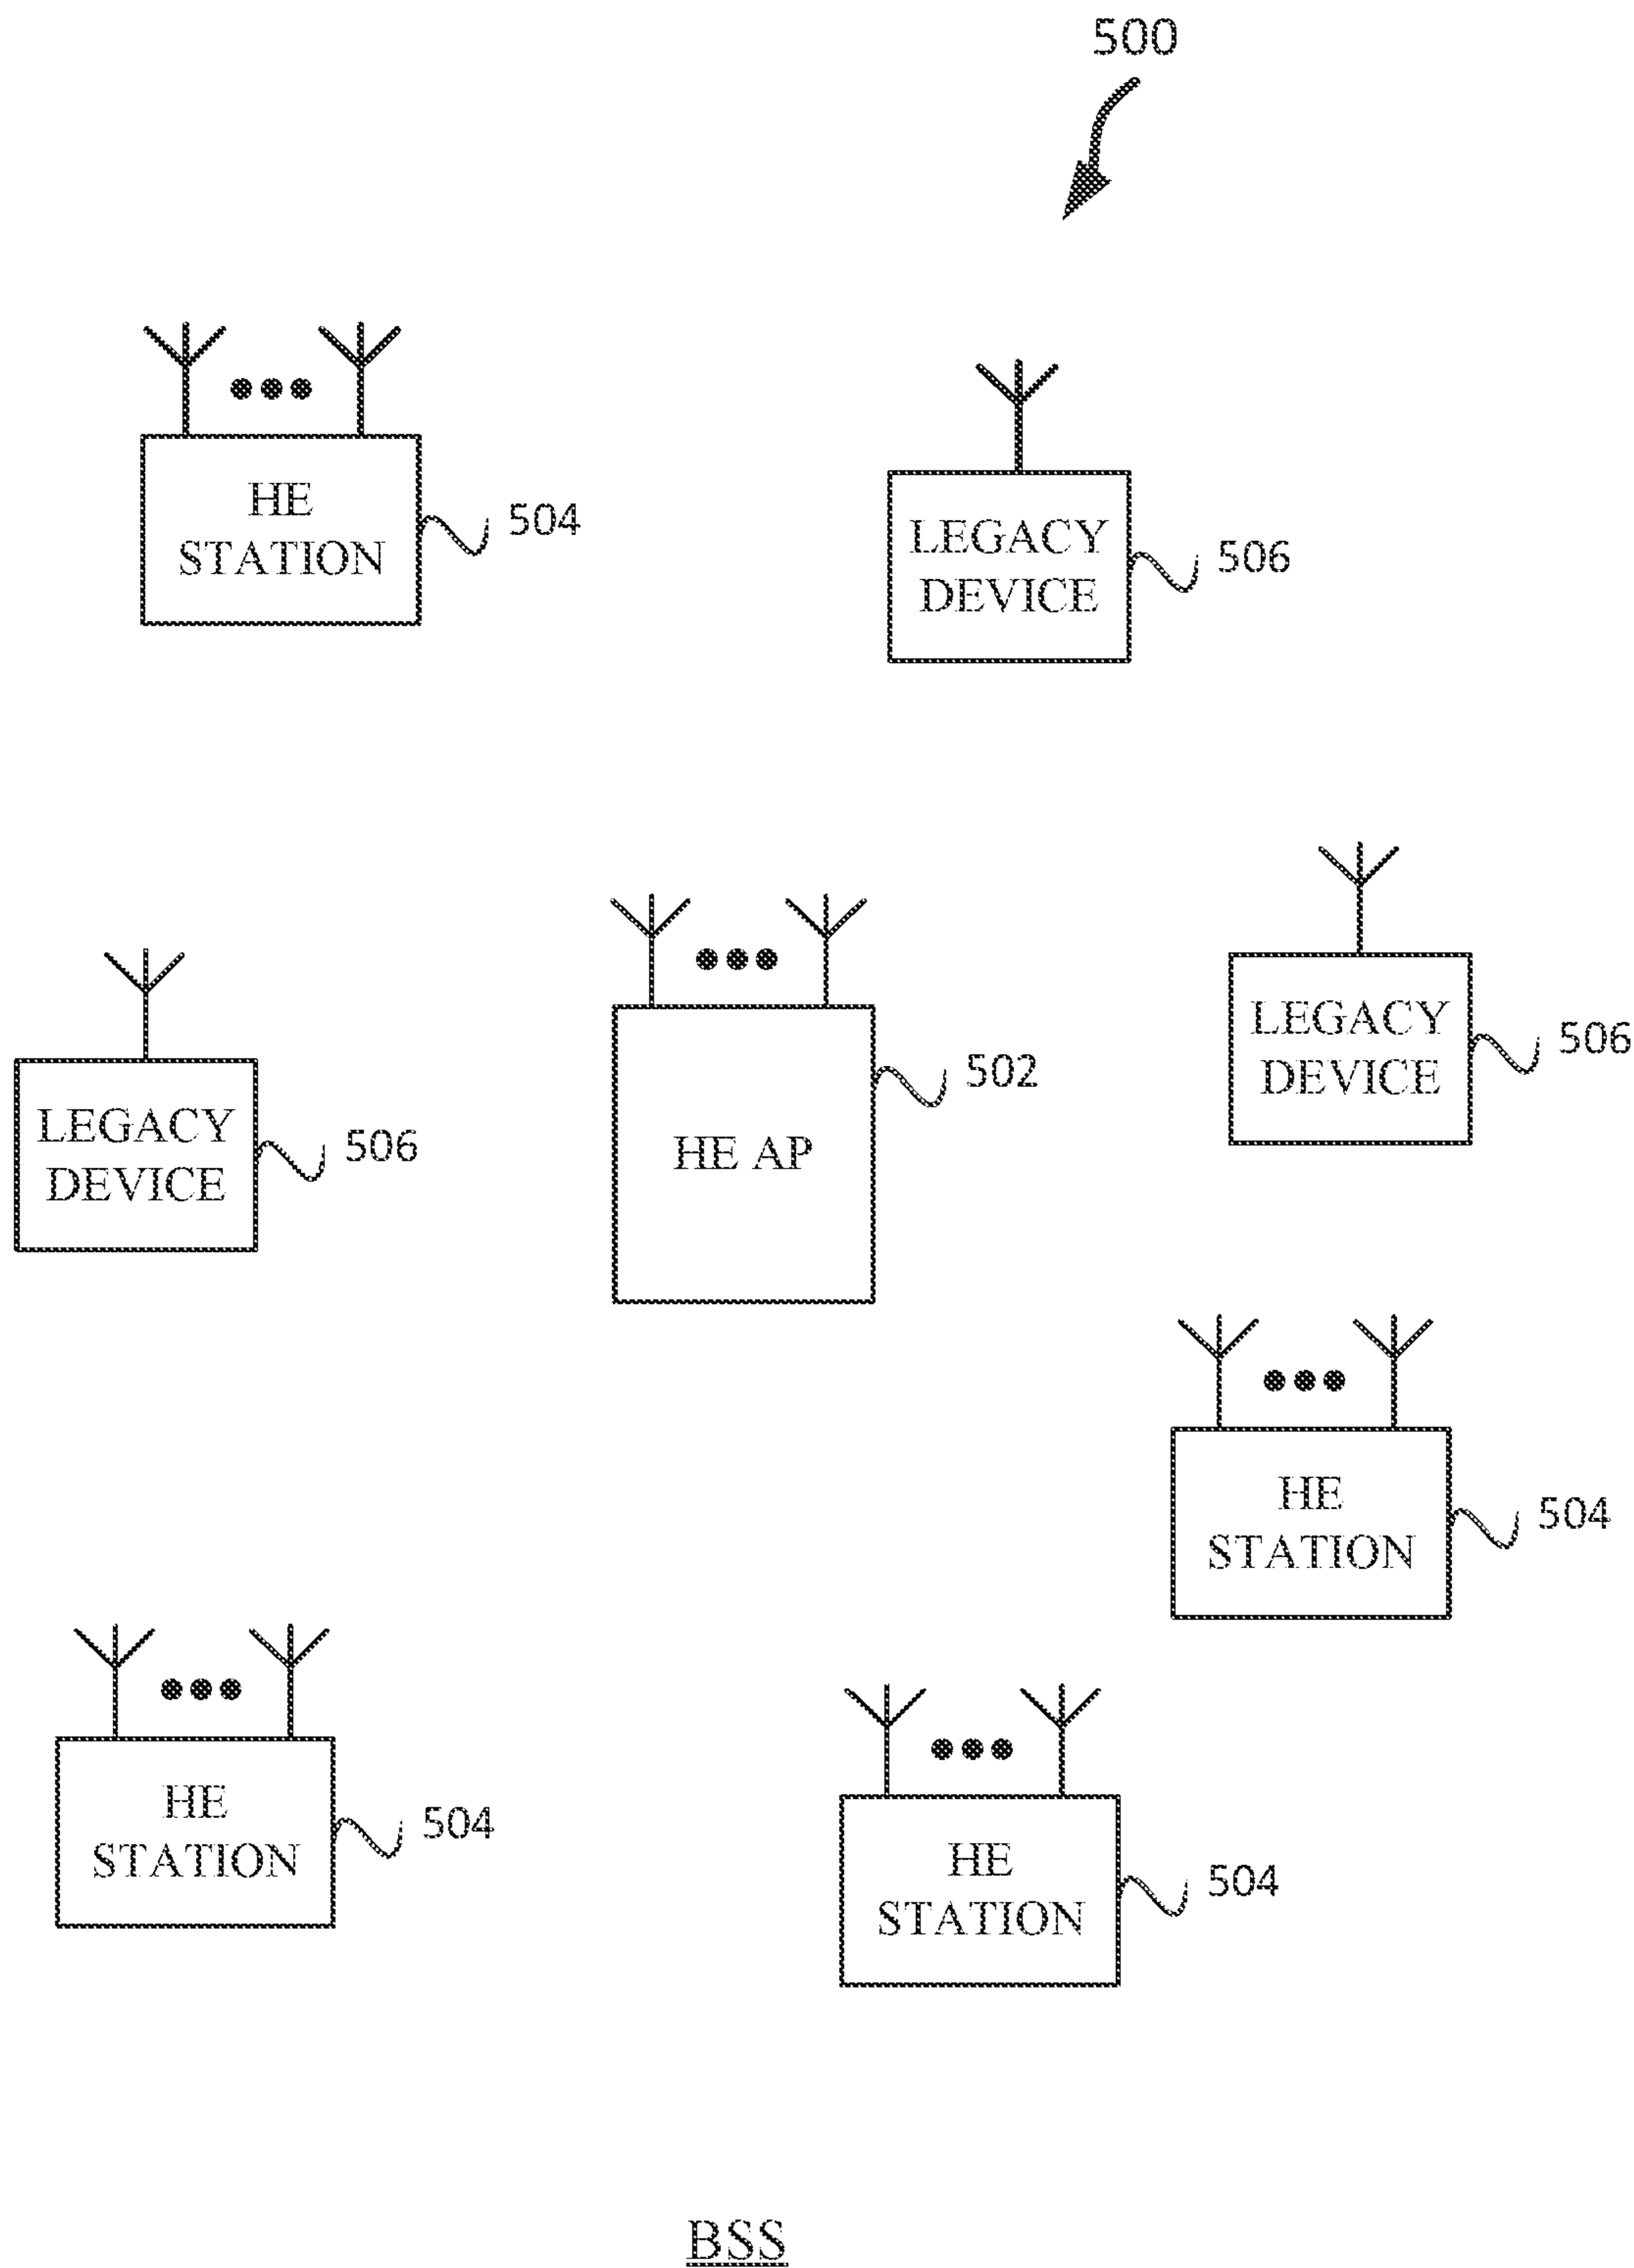 500
HE
STATION
504
LEGACY
DEVICE
506
LEGACY
DEVICE
506
HE AP
502
LEGACY
DEVICE
506
HE
STATION
504
HE
STATION
504
HE
STATION
504
BSS